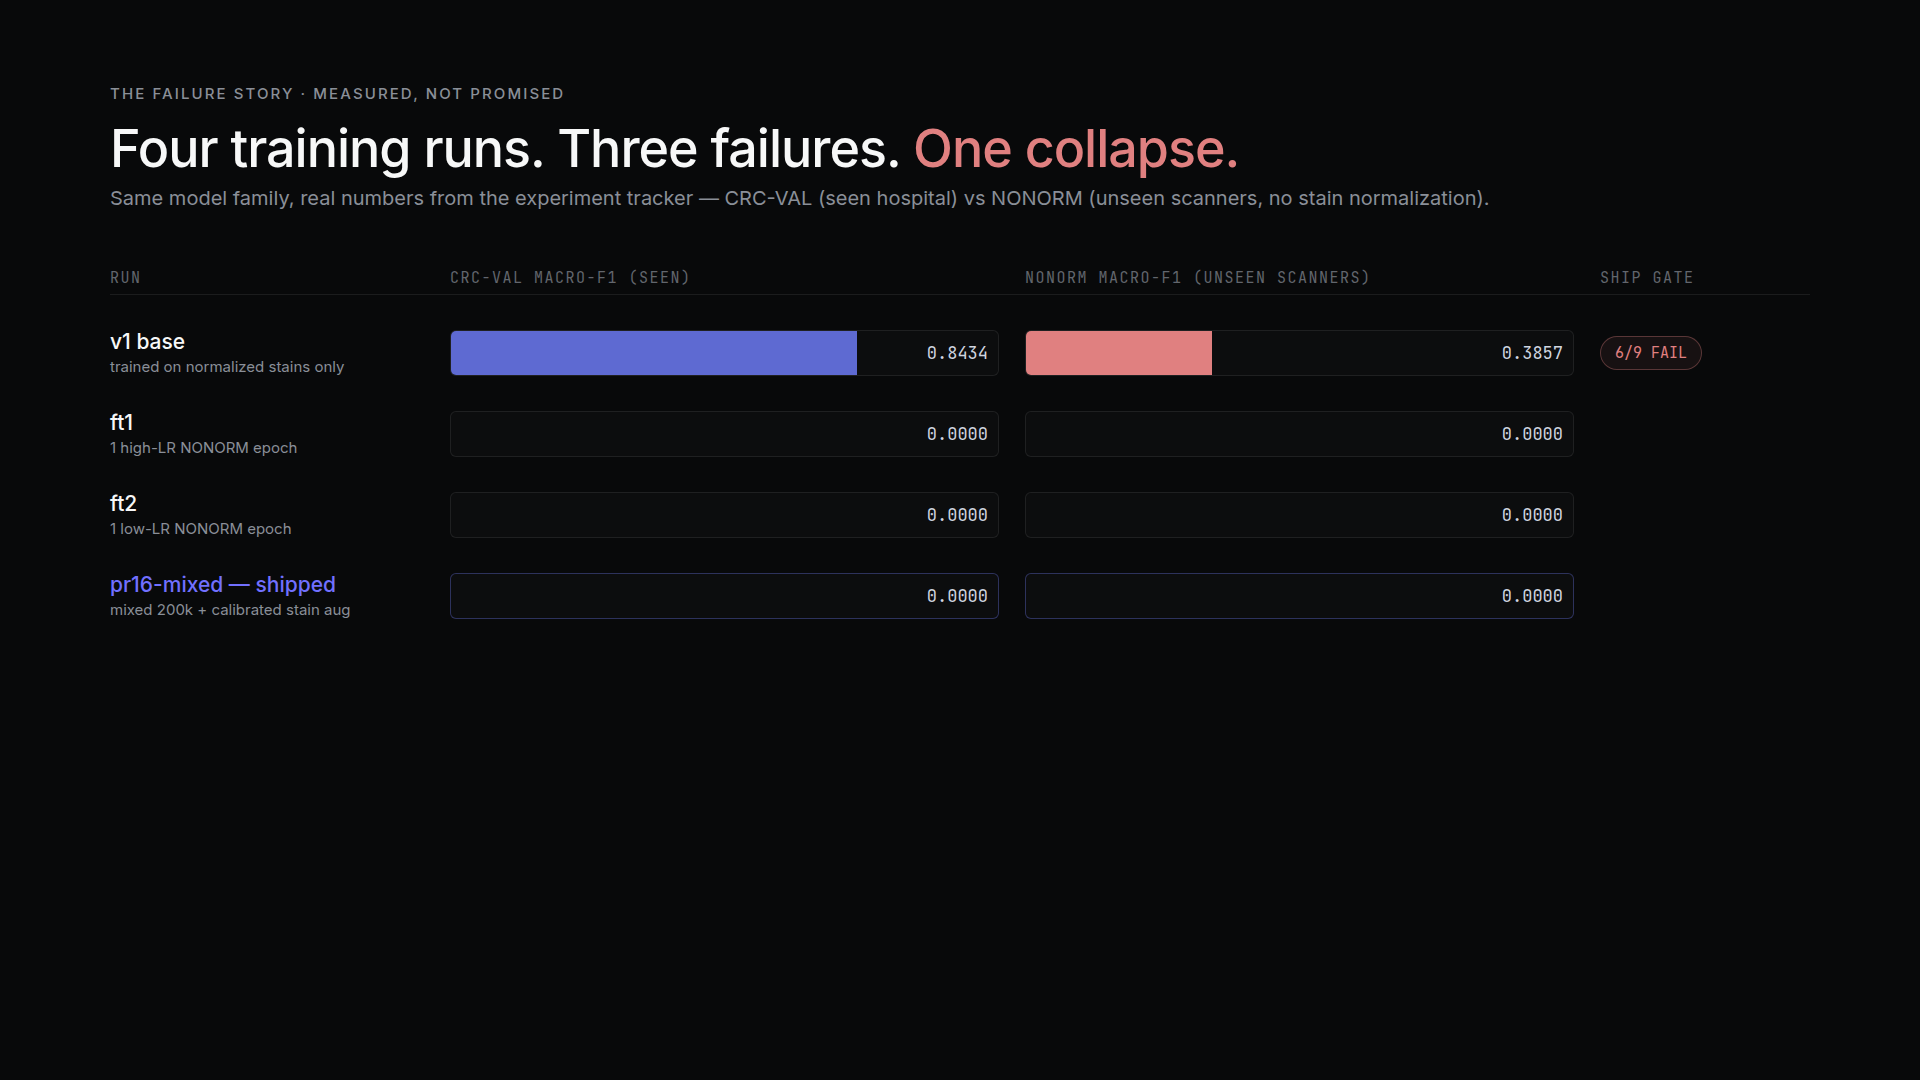 THE FAILURE STORY · MEASURED, NOT PROMISED
Four training runs. Three failures. One collapse.
Same model family, real numbers from the experiment tracker — CRC-VAL (seen hospital) vs NONORM (unseen scanners, no stain normalization).
RUN CRC-VAL MACRO-F1 (SEEN) NONORM MACRO-F1 (UNSEEN SCANNERS) SHIP GATE
v1 base
trained on normalized stains only
0.8434 0.3857 6/9 FAIL
ft1
1 high-LR NONORM epoch
0.0000 0.0000
ft2
1 low-LR NONORM epoch
0.0000 0.0000
pr16-mixed — shipped
mixed 200k + calibrated stain aug
0.0000 0.0000